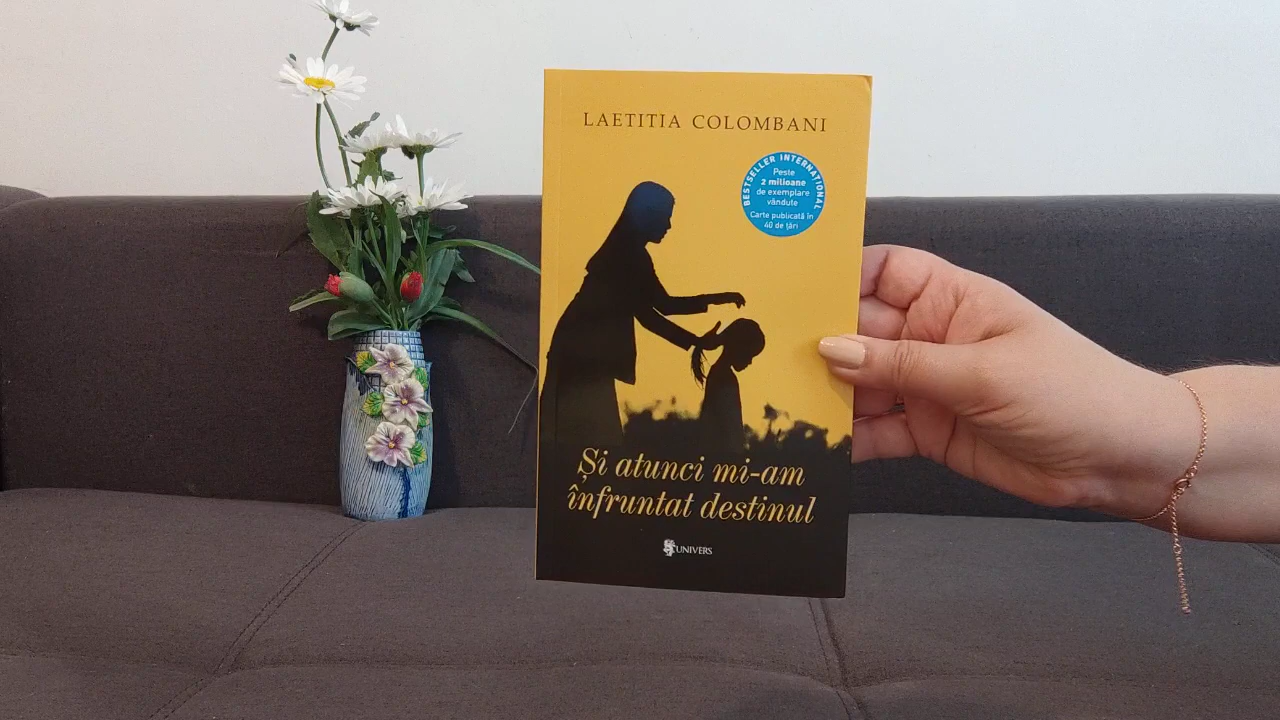 LAETITIA COLOMBANI
BESTSELLER INTERNAȚIONAL
Peste
2 milioane
de exemplare
vândute
Carte publicată în
40 de țări
Și atunci mi-am
înfruntat destinul
UNIVERS